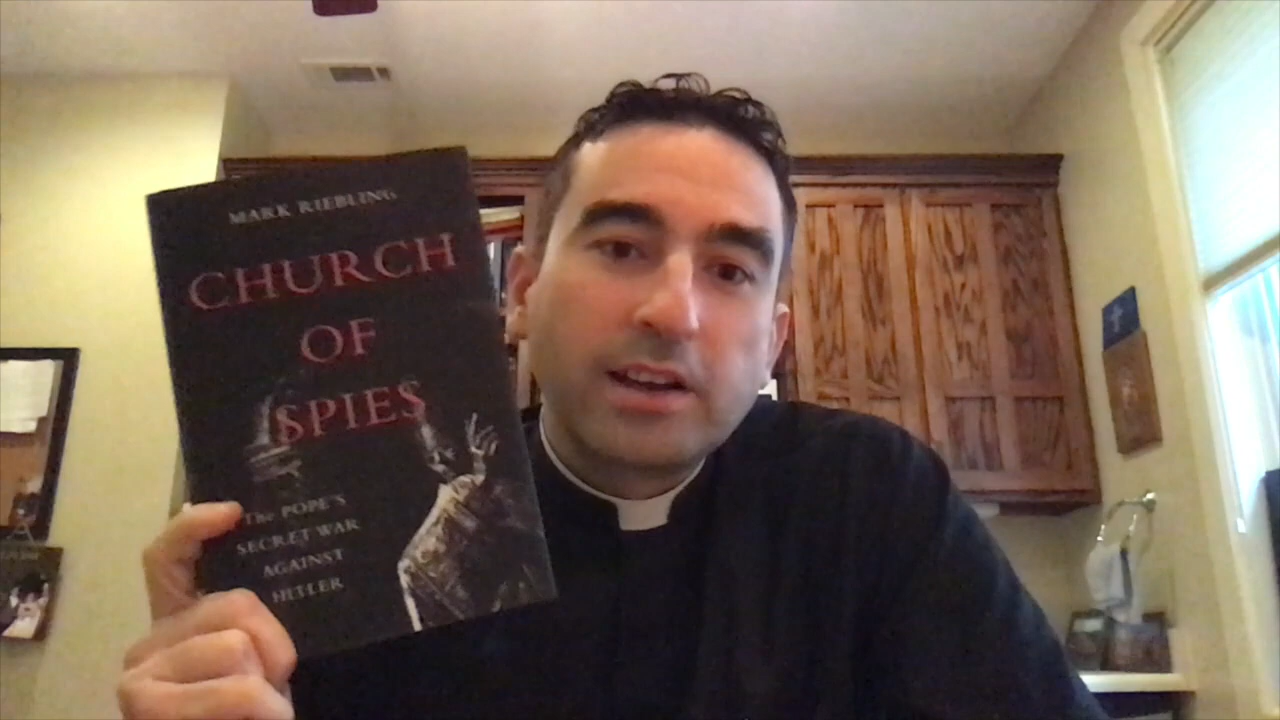 MARK RIEBLING
CHURCH
OF
SPIES
The POPE'S
SECRET WAR
AGAINST
HITLER